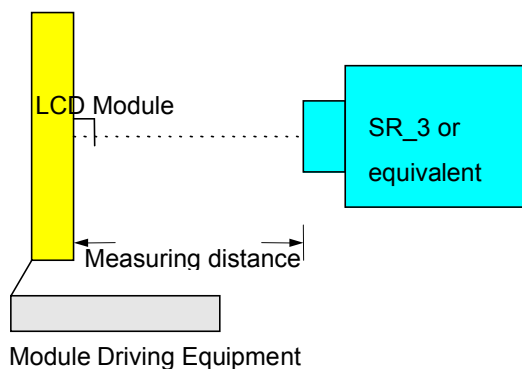 LCD Module
SR_3 or
equivalent
Measuring distance
Module Driving Equipment